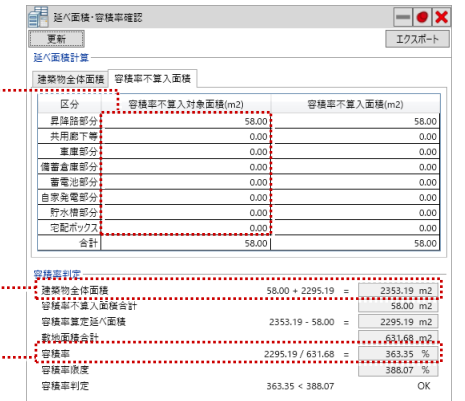 延べ面積・容積率確認
更新
エクスポート
延べ面積計算
建築物全体面積 容積率不算入面積
区分 容積率不算入対象面積(m2) 容積率不算入面積(m2)
昇降路部分 58.00 58.00
共用廊下等 0.00 0.00
車庫部分 0.00 0.00
備蓄倉庫部分 0.00 0.00
蓄電池部分 0.00 0.00
自家発電部分 0.00 0.00
貯水槽部分 0.00 0.00
宅配ボックス 0.00 0.00
合計 58.00 58.00
容積率判定
建築物全体面積 58.00 + 2295.19 = 2353.19 m2
容積率不算入面積合計 58.00 m2
容積率算定延べ面積 2353.19 - 58.00 = 2295.19 m2
敷地面積合計 631.68 m2
容積率 2295.19 / 631.68 = 363.35 %
容積率限度 388.07 %
容積率判定 363.35 < 388.07 OK